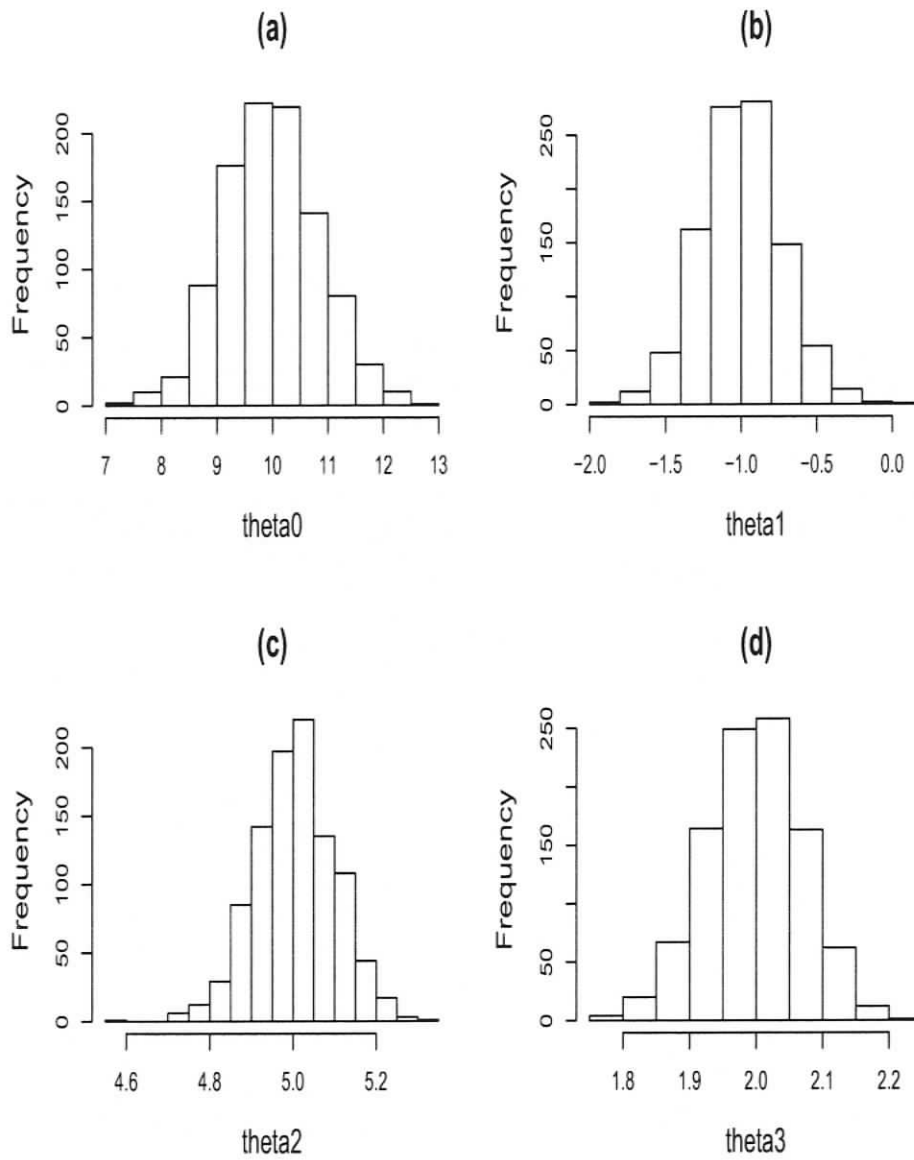 (a)
Frequency
0 50 100 150 200
7 8 9 10 11 12 13
theta0
(b)
Frequency
0 50 150 250
−2.0 −1.5 −1.0 −0.5 0.0
theta1
(c)
Frequency
0 50 100 150 200
4.6 4.8 5.0 5.2
theta2
(d)
Frequency
0 50 150 250
1.8 1.9 2.0 2.1 2.2
theta3